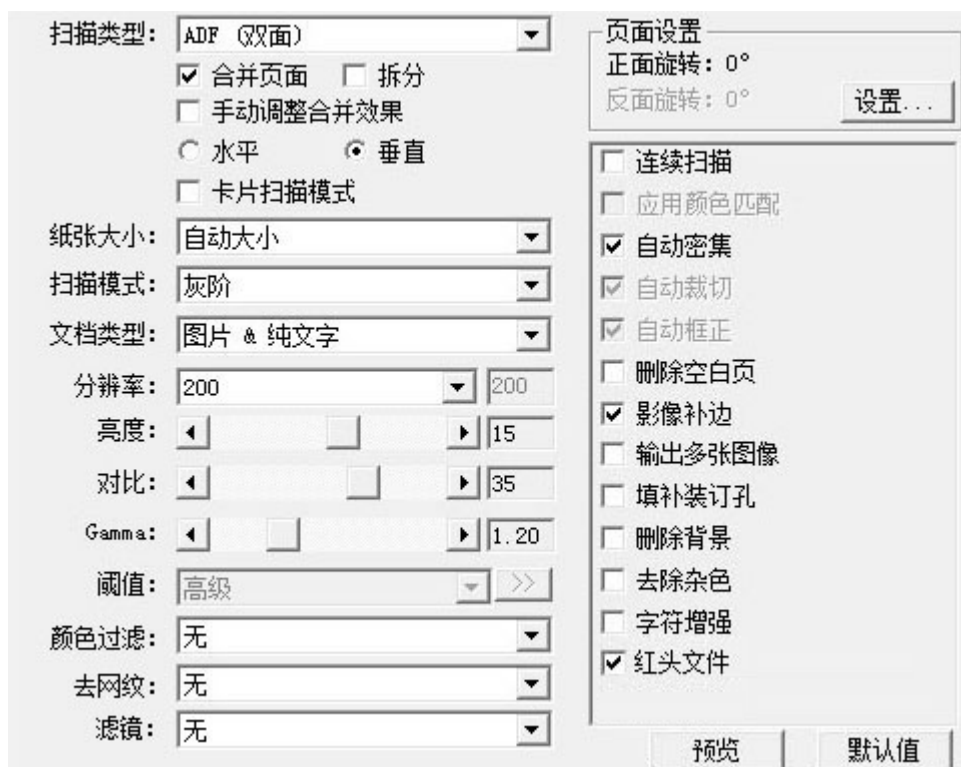 扫描类型: ADF (双面)
合并页面 拆分
手动调整合并效果
水平 垂直
卡片扫描模式
纸张大小: 自动大小
扫描模式: 灰阶
文档类型: 图片 & 纯文字
分辨率: 200 200
亮度: 15
对比: 35
Gamma: 1.20
阈值: 高级 >>
颜色过滤: 无
去网纹: 无
滤镜: 无
页面设置
正面旋转: 0°
反面旋转: 0°
设置...
连续扫描
应用颜色匹配
自动密集
自动裁切
自动框正
删除空白页
影像补边
输出多张图像
填补装订孔
删除背景
去除杂色
字符增强
红头文件
预览 默认值